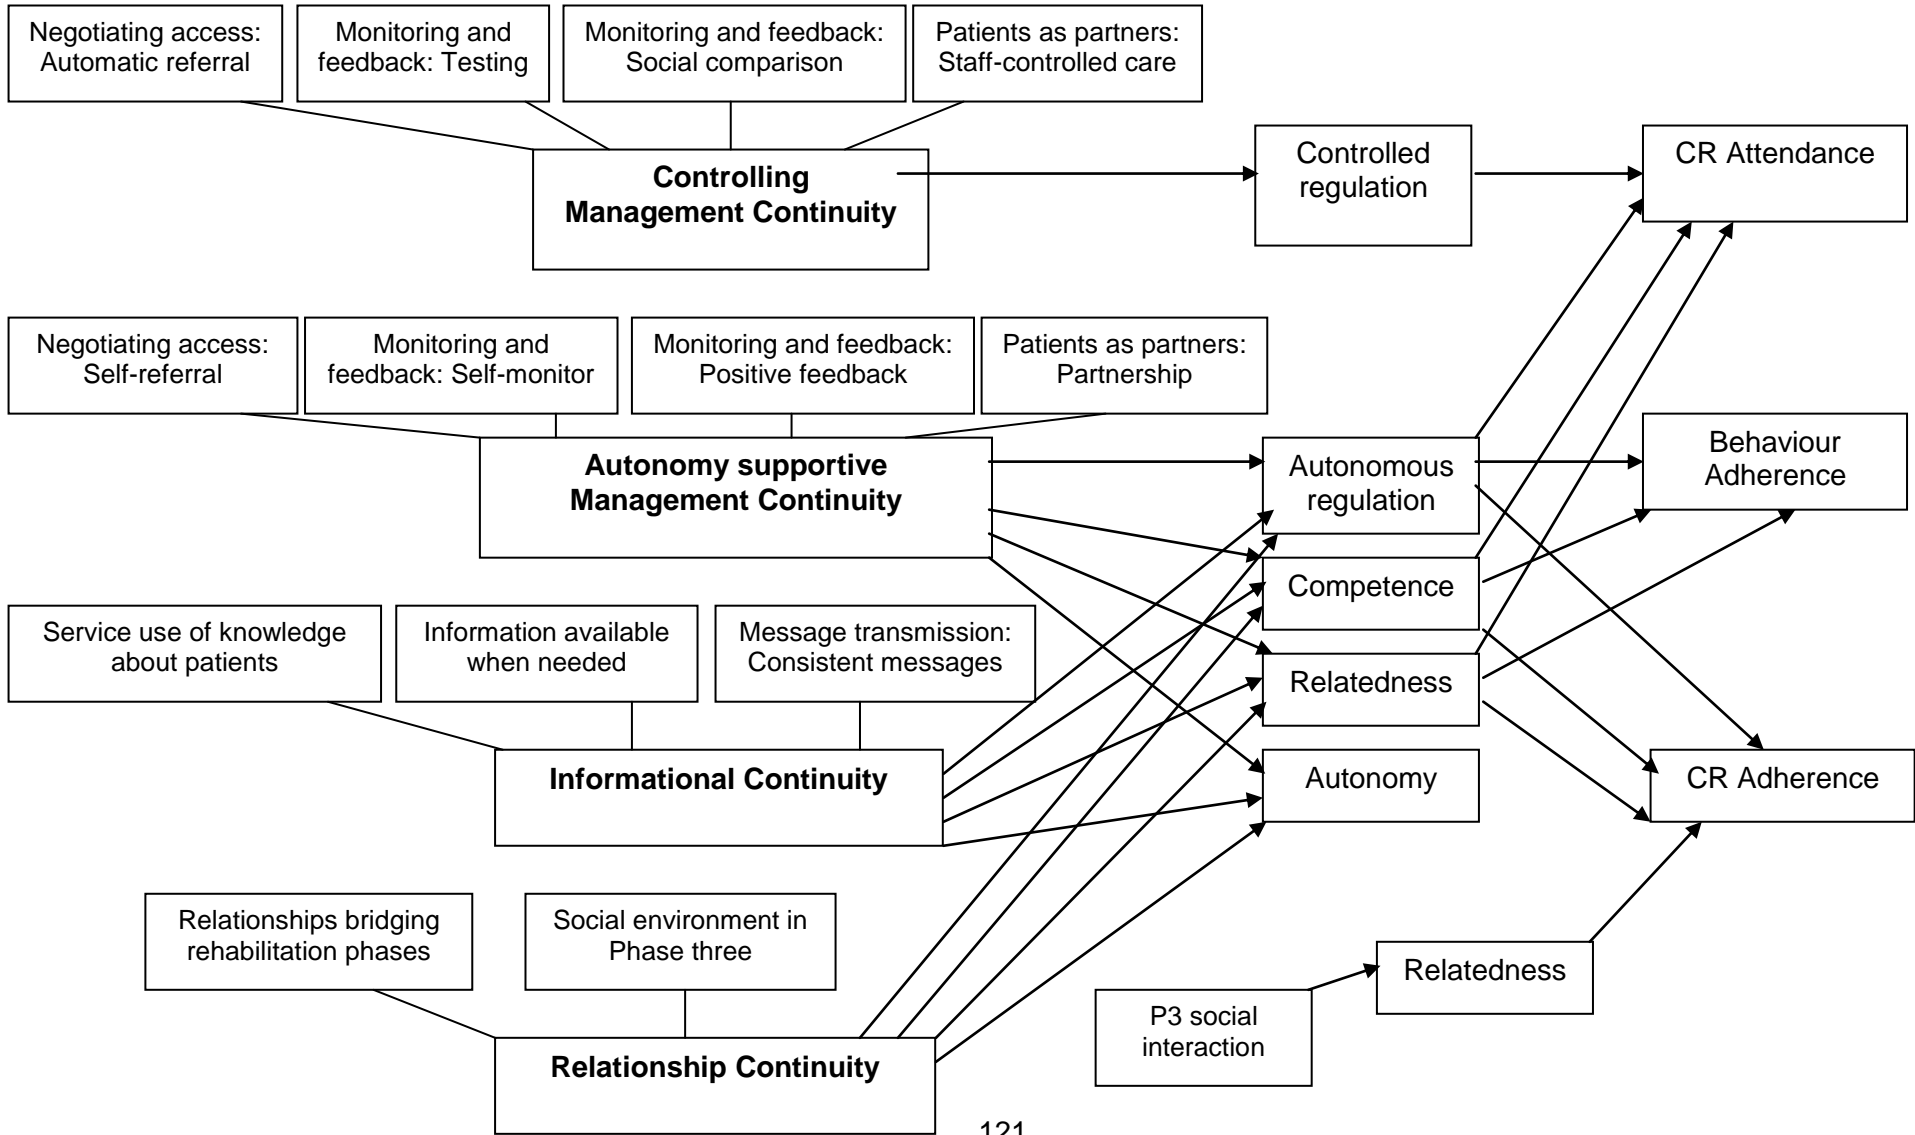 Negotiating access:
Automatic referral
Monitoring and
feedback: Testing
Monitoring and feedback:
Social comparison
Patients as partners:
Staff-controlled care
Controlling
Management Continuity
Controlled
regulation
CR Attendance
Negotiating access:
Self-referral
Monitoring and
feedback: Self-monitor
Monitoring and feedback:
Positive feedback
Patients as partners:
Partnership
Autonomy supportive
Management Continuity
Autonomous
regulation
Behaviour
Adherence
Competence
Service use of knowledge
about patients
Information available
when needed
Message transmission:
Consistent messages
Relatedness
Informational Continuity
Autonomy
CR Adherence
Relationships bridging
rehabilitation phases
Social environment in
Phase three
Relatedness
P3 social
interaction
Relationship Continuity
121